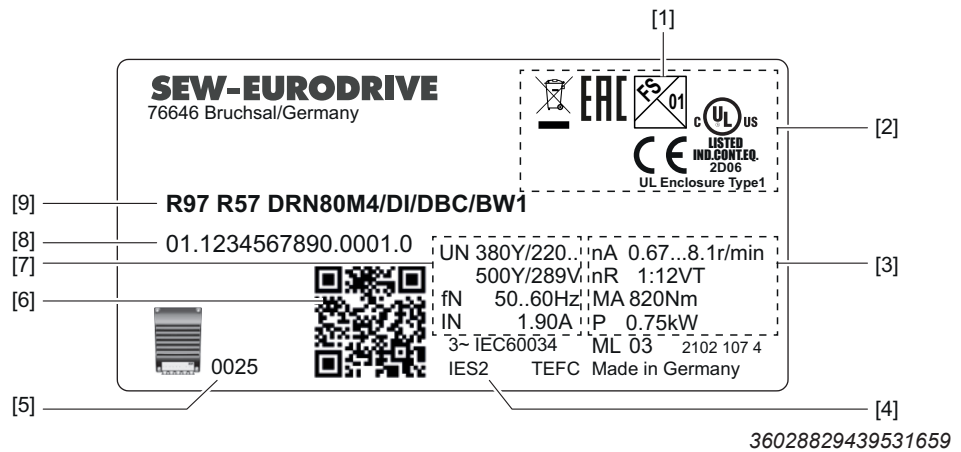 [1]
SEW-EURODRIVE
76646 Bruchsal/Germany
EAC
FS 01
c UL US
LISTED
IND.CONT.EQ.
2D06
CE
UL Enclosure Type1
[2]
[9]
R97 R57 DRN80M4/DI/DBC/BW1
[8]
01.1234567890.0001.0
[7]
UN 380Y/220.. nA 0.67...8.1r/min
[3]
500Y/289V nR 1:12VT
[6]
fN 50..60Hz MA 820Nm
IN 1.90A P 0.75kW
3~ IEC60034 ML 03 2102 107 4
0025
IES2 TEFC Made in Germany
[5]
[4]
36028829439531659